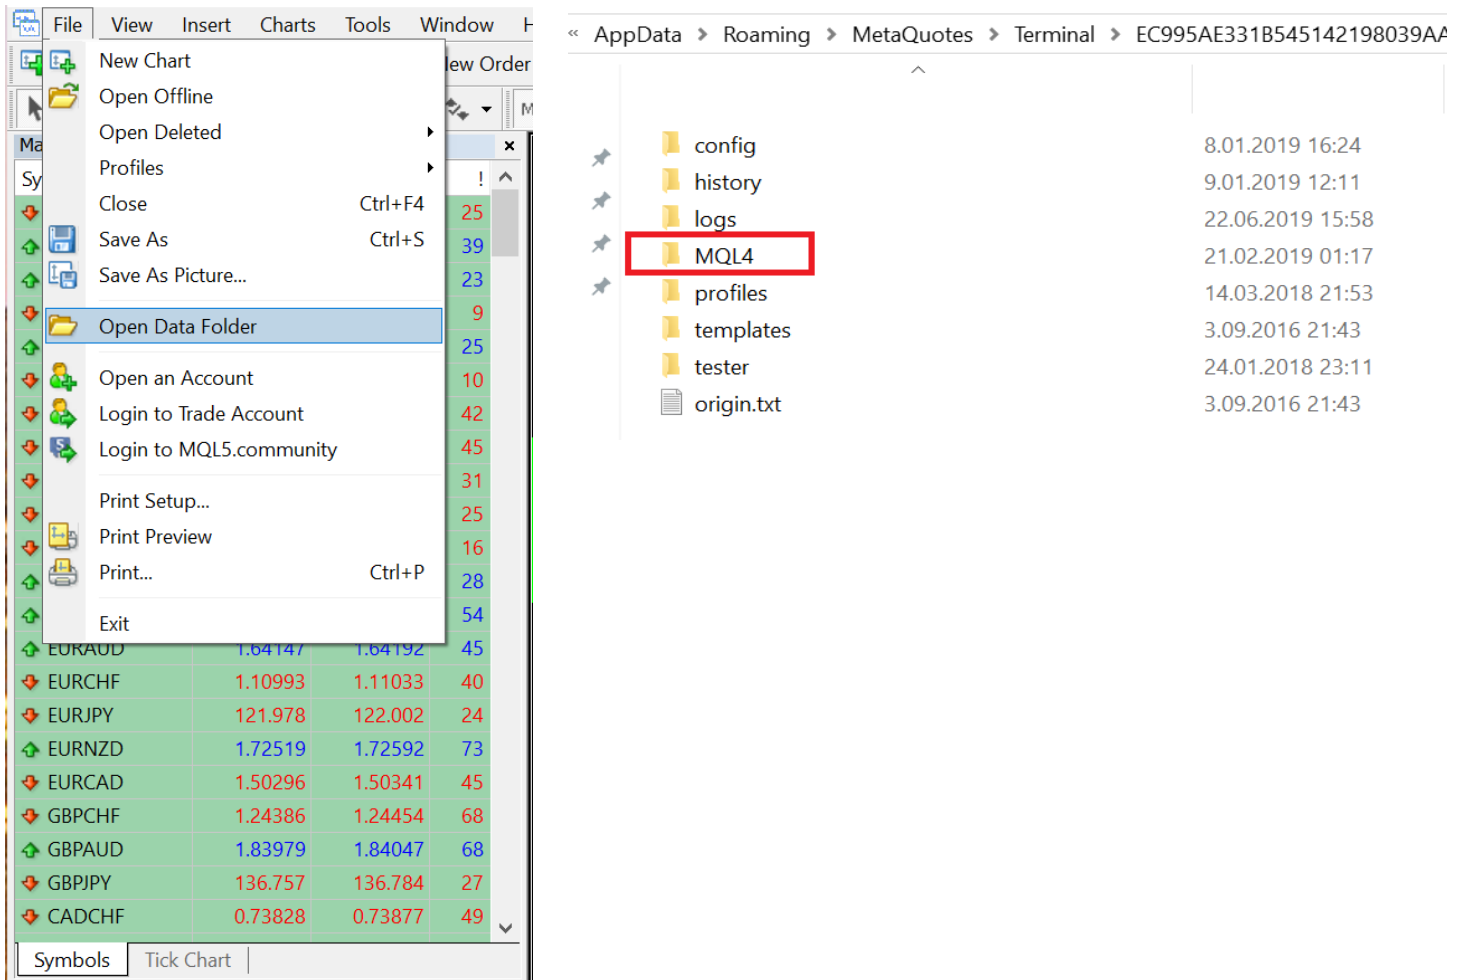 File View Insert Charts Tools Window
New Chart
Open Offline
Open Deleted
Profiles
Close Ctrl+F4
Save As Ctrl+S
Save As Picture...
Open Data Folder
Open an Account
Login to Trade Account
Login to MQL5.community
Print Setup...
Print Preview
Print... Ctrl+P
Exit
ew Order
M
Ma
Sy !
25
39
23
9
25
10
42
45
31
25
16
28
54
EURAUD 1.64147 1.64192 45
EURCHF 1.10993 1.11033 40
EURJPY 121.978 122.002 24
EURNZD 1.72519 1.72592 73
EURCAD 1.50296 1.50341 45
GBPCHF 1.24386 1.24454 68
GBPAUD 1.83979 1.84047 68
GBPJPY 136.757 136.784 27
CADCHF 0.73828 0.73877 49
Symbols Tick Chart
« AppData > Roaming > MetaQuotes > Terminal > EC995AE331B545142198039AA
config 8.01.2019 16:24
history 9.01.2019 12:11
logs 22.06.2019 15:58
MQL4 21.02.2019 01:17
profiles 14.03.2018 21:53
templates 3.09.2016 21:43
tester 24.01.2018 23:11
origin.txt 3.09.2016 21:43